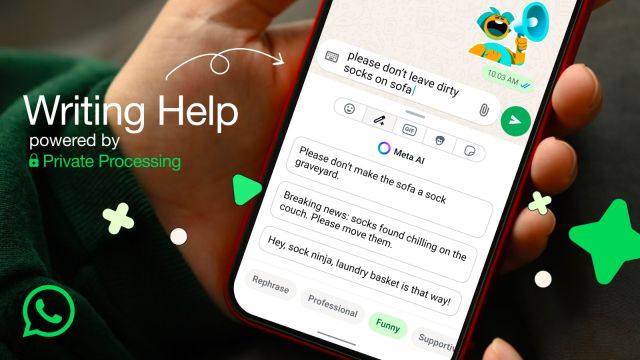 Writing Help
powered by
Private Processing
10:03 AM
please don't leave dirty
socks on sofa
GIF
Meta AI
Please don't make the sofa a sock
graveyard.
Breaking news: socks found chilling on the
couch. Please move them.
Hey, sock ninja, laundry basket is that way!
Rephrase
Professional
Funny
Supportiv